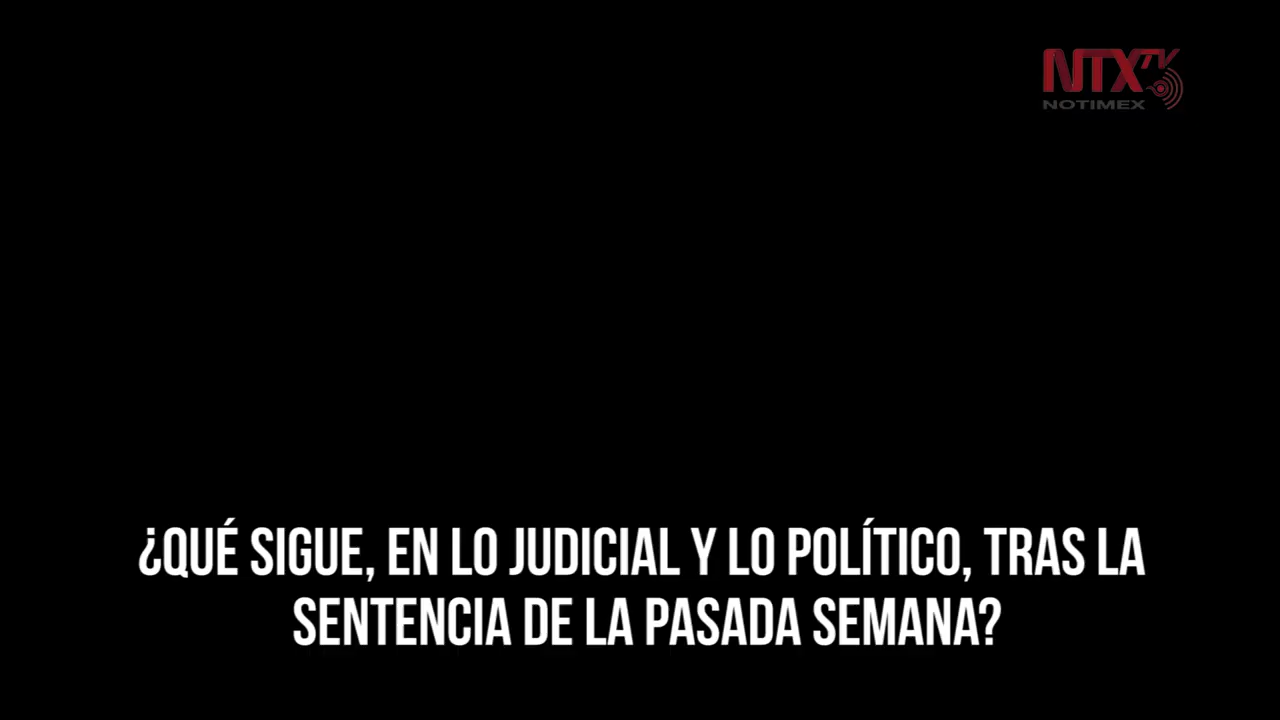 NTX TV
NOTIMEX
¿QUÉ SIGUE, EN LO JUDICIAL Y LO POLÍTICO, TRAS LA
SENTENCIA DE LA PASADA SEMANA?